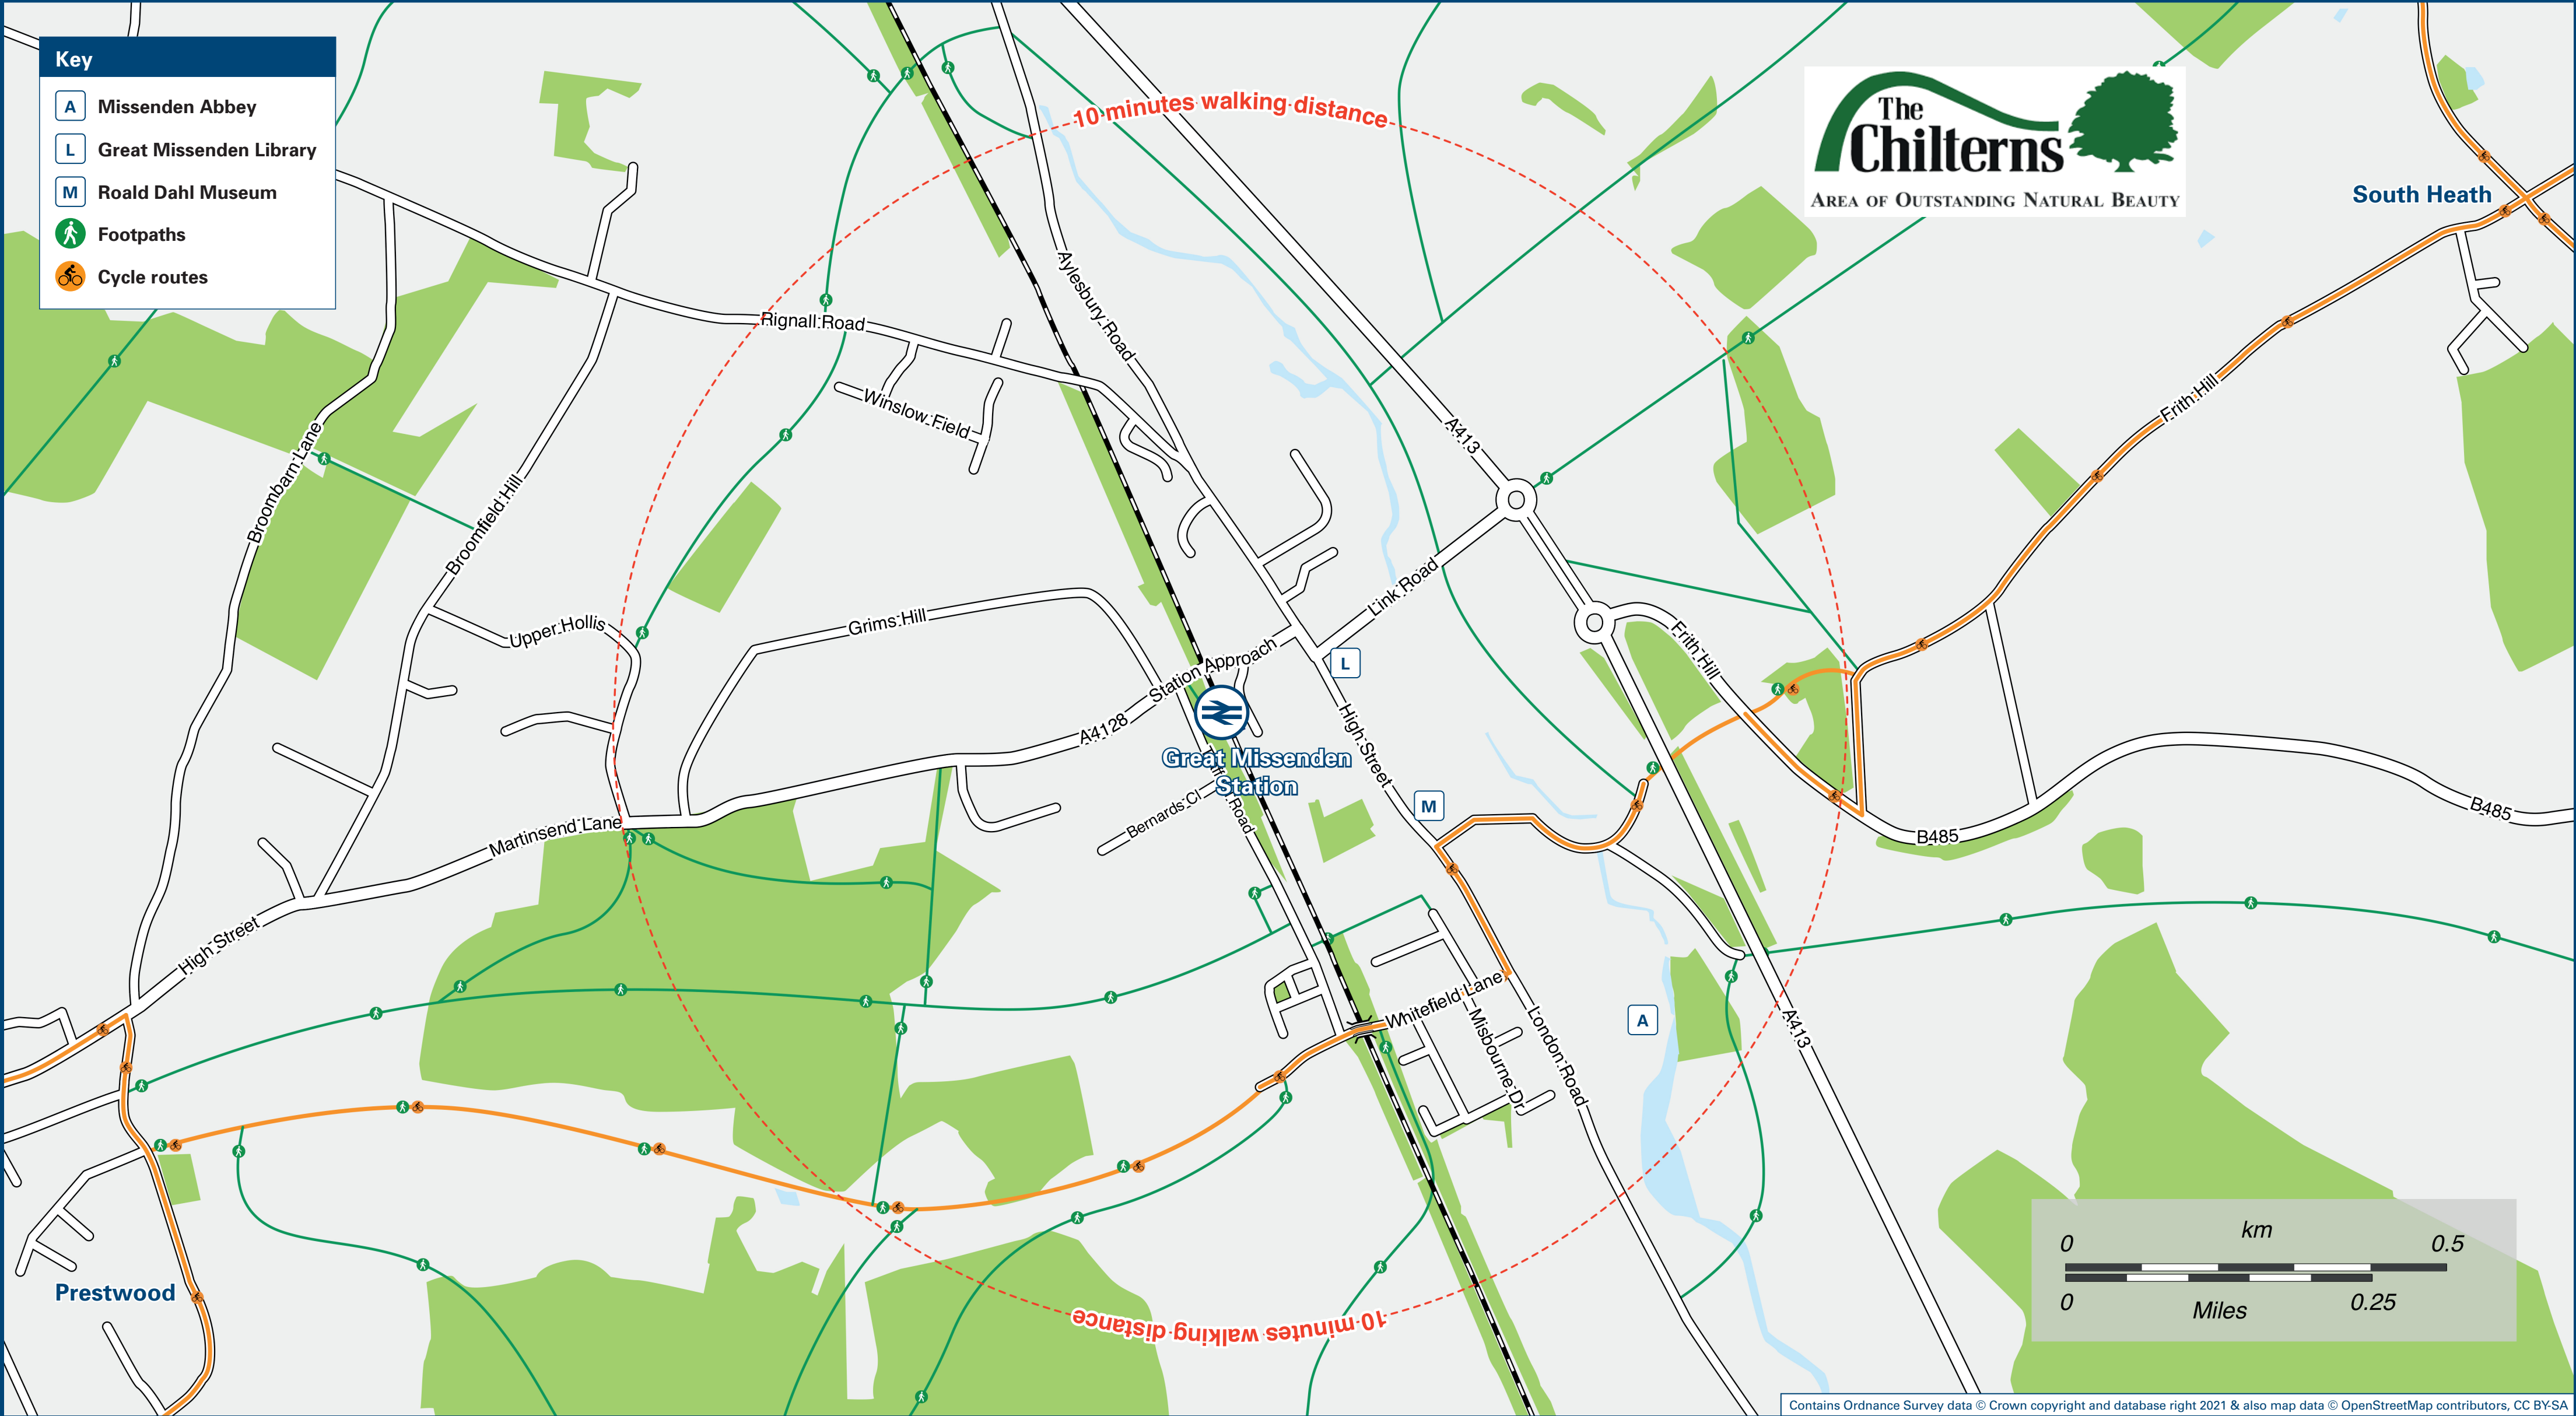 Key
A Missenden Abbey
L Great Missenden Library
M Roald Dahl Museum
Footpaths
Cycle routes
10 minutes walking distance
The
Chilterns
AREA OF OUTSTANDING NATURAL BEAUTY
South Heath
Rignall Road
Aylesbury Road
Winslow Field
A413
Frith Hill
Broombarn Lane
Broomfield Hill
Upper Hollis
Grims Hill
Station Approach
Link Road
Frith Hill
L
A4128
High Street
Great Missenden
Station
Bernards Cl
Road
M
Martinsend Lane
B485
B485
High Street
Whitefield Lane
Misbourne Dr
London Road
A
A413
Prestwood
10 minutes walking distance
km
0 0.5
0 0.25
Miles
Contains Ordnance Survey data © Crown copyright and database right 2021 & also map data © OpenStreetMap contributors, CC BY-SA